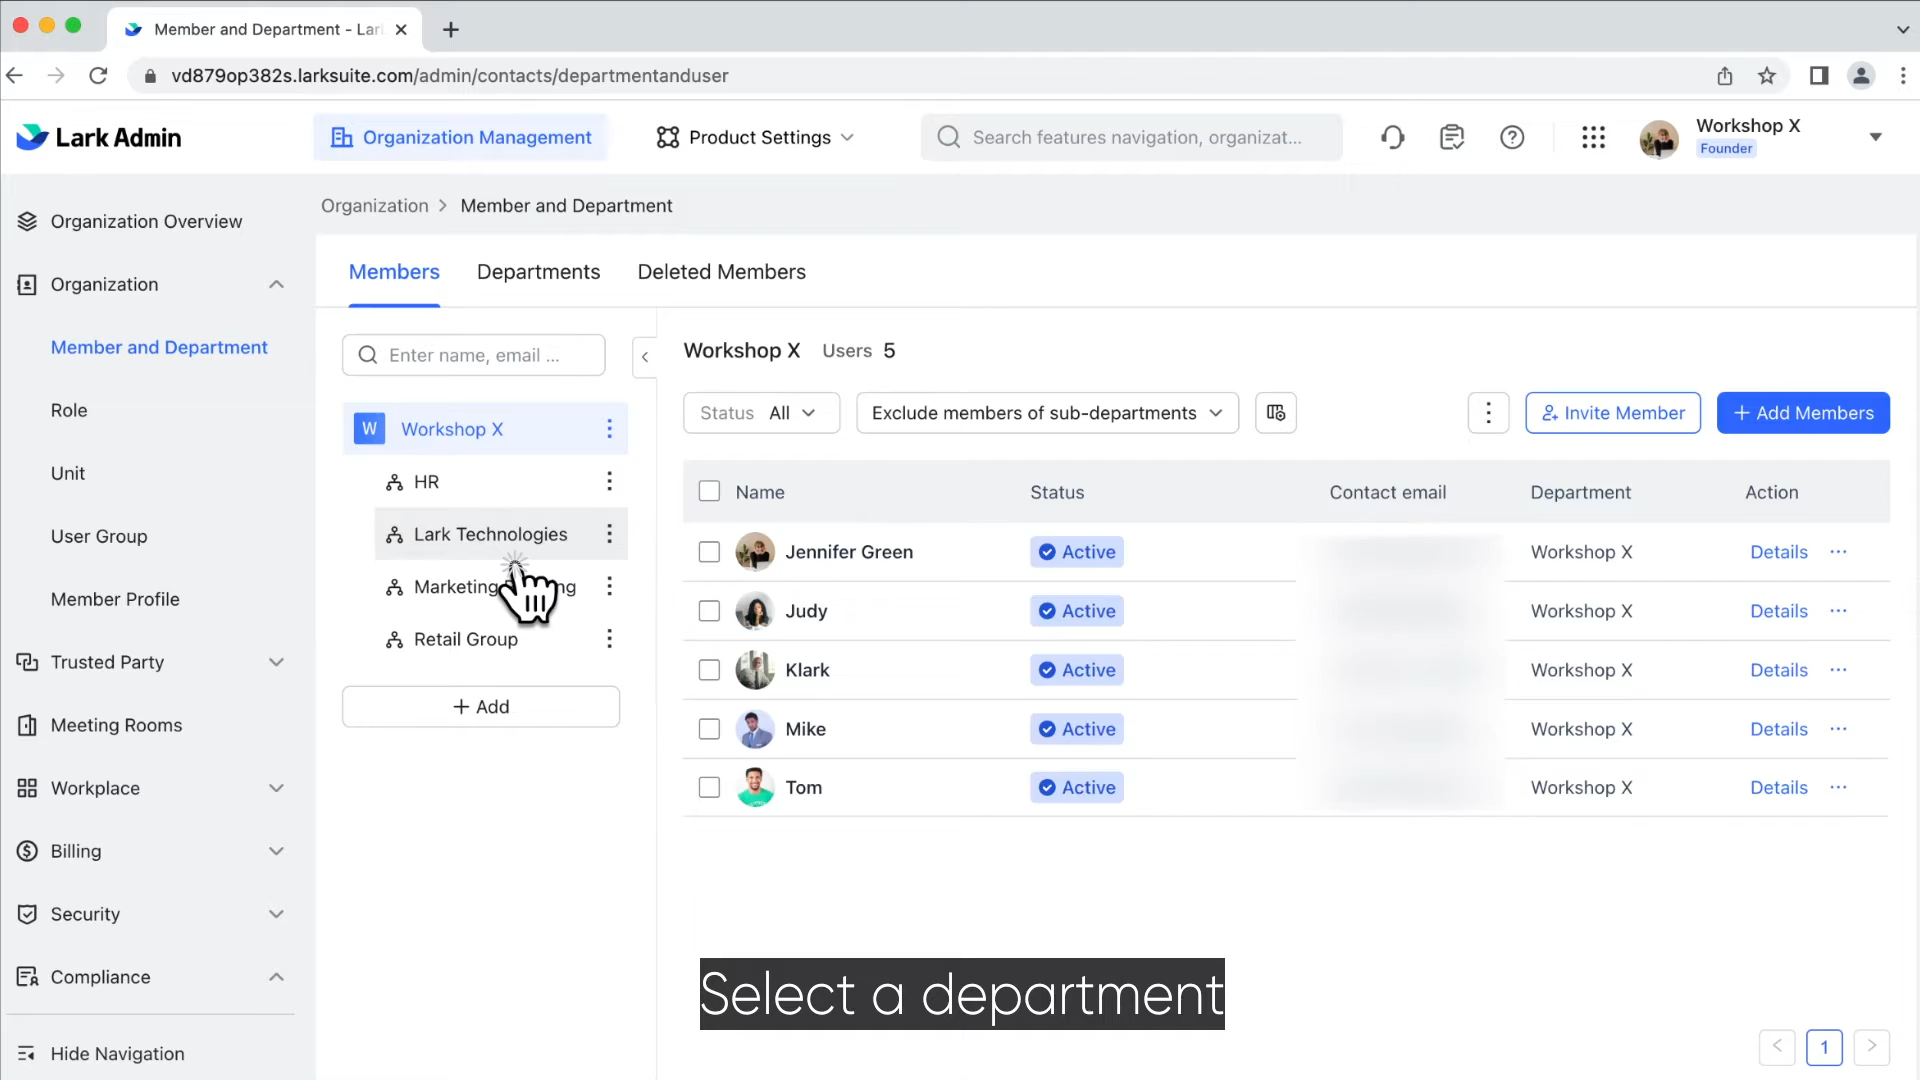 Member and Department - Lar
vd879op382s.larksuite.com/admin/contacts/departmentanduser
Lark Admin
Organization Management
Product Settings
Search features navigation, organizat...
Workshop X
Founder
Organization Overview
Organization
Member and Department
Role
Unit
User Group
Member Profile
Trusted Party
Meeting Rooms
Workplace
Billing
Security
Compliance
Hide Navigation
Organization > Member and Department
Members Departments Deleted Members
Enter name, email ...
W Workshop X
HR
Lark Technologies
Marketing
Retail Group
+ Add
Workshop X Users 5
Status All
Exclude members of sub-departments
Invite Member
+ Add Members
Name Status Contact email Department Action
Jennifer Green Active Workshop X Details ...
Judy Active Workshop X Details ...
Klark Active Workshop X Details ...
Mike Active Workshop X Details ...
Tom Active Workshop X Details ...
Select a department
< 1 >